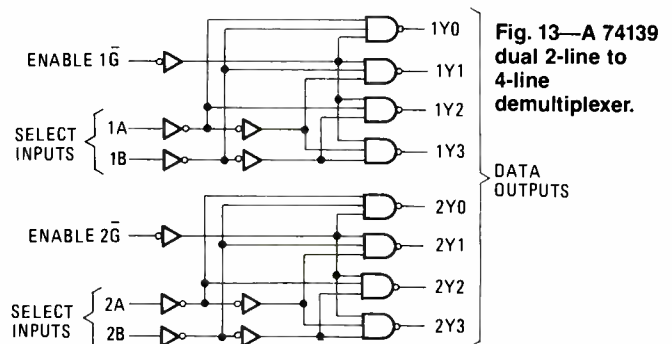 1Y0
ENABLE 1G̅
1Y1
1Y2
SELECT
INPUTS
1A
1B
1Y3
DATA
OUTPUTS
2Y0
ENABLE 2G̅
2Y1
2Y2
SELECT
INPUTS
2A
2B
2Y3
Fig. 13—A 74139
dual 2-line to
4-line
demultiplexer.